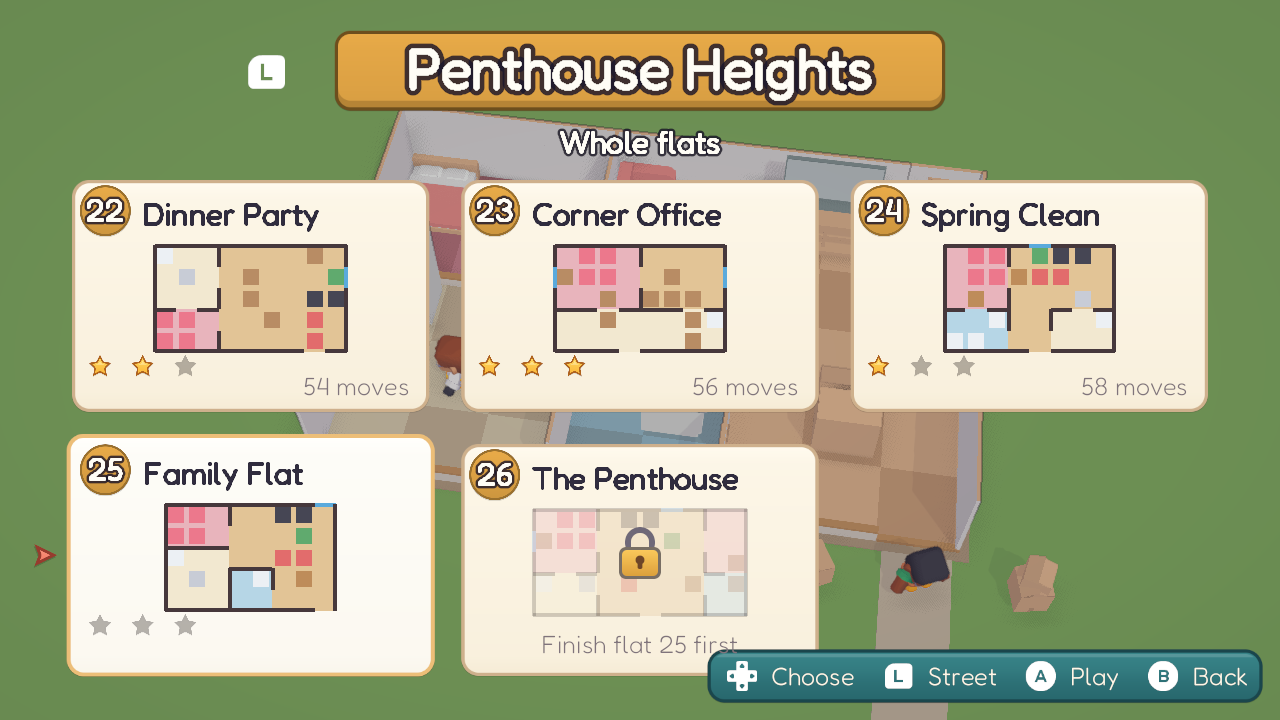 L
Penthouse Heights
Whole flats
22 Dinner Party
54 moves
23 Corner Office
56 moves
24 Spring Clean
58 moves
25 Family Flat
26 The Penthouse
Finish flat 25 first
Choose L Street A Play B Back